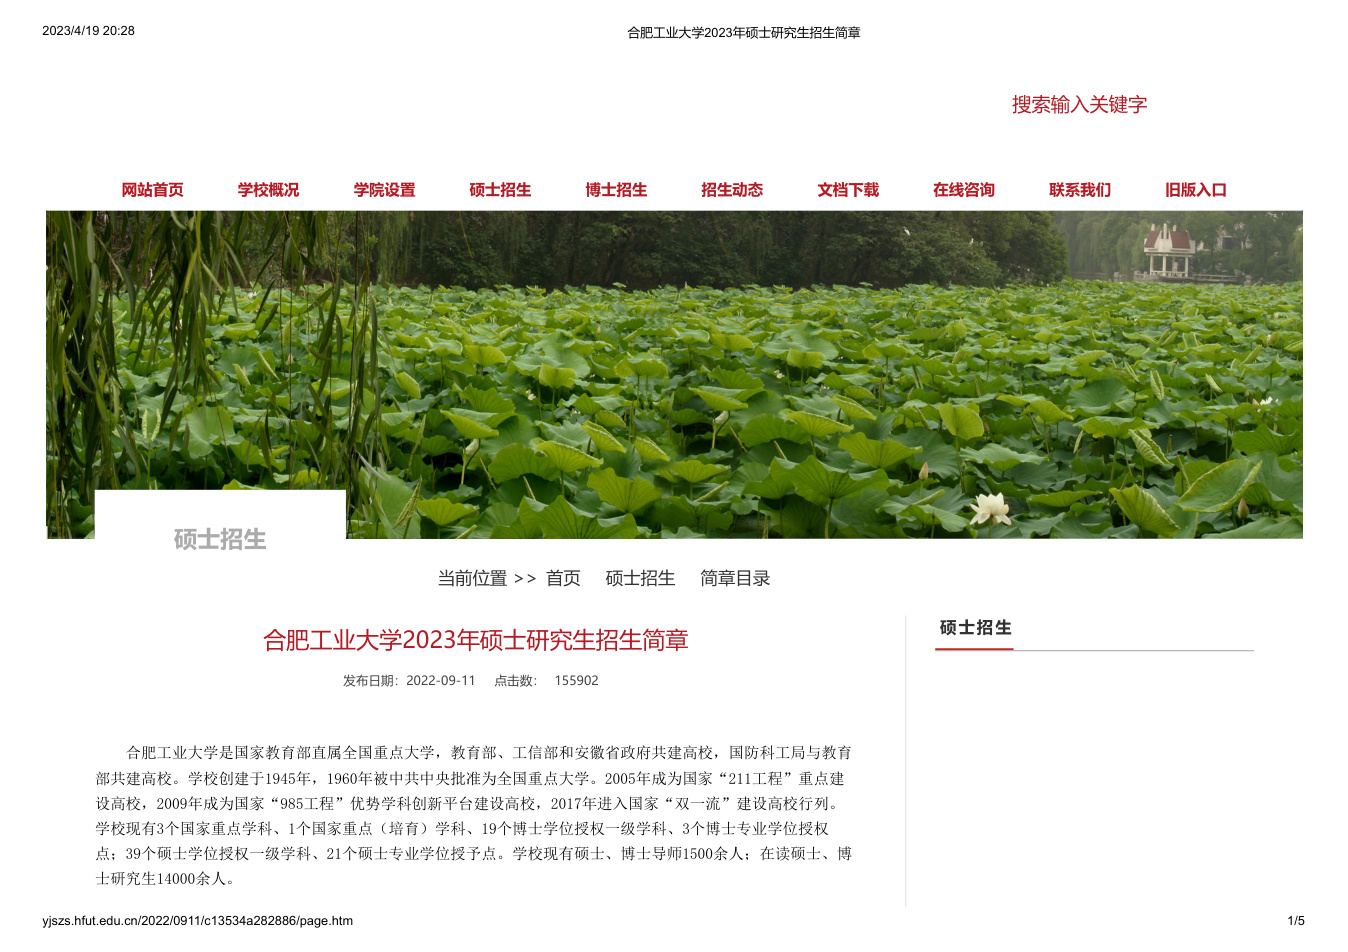 2023/4/19 20:28 合肥工业大学2023年硕士研究生招生简章
搜索输入关键字
网站首页 学校概况 学院设置 硕士招生 博士招生 招生动态 文档下载 在线咨询 联系我们 旧版入口
硕士招生
当前位置 >> 首页 硕士招生 简章目录
合肥工业大学2023年硕士研究生招生简章
发布日期：2022-09-11 点击数： 155902
硕士招生
合肥工业大学是国家教育部直属全国重点大学，教育部、工信部和安徽省政府共建高校，国防科工局与教育
部共建高校。学校创建于1945年，1960年被中共中央批准为全国重点大学。2005年成为国家“211工程”重点建
设高校，2009年成为国家“985工程”优势学科创新平台建设高校，2017年进入国家“双一流”建设高校行列。
学校现有3个国家重点学科、1个国家重点（培育）学科、19个博士学位授权一级学科、3个博士专业学位授权
点；39个硕士学位授权一级学科、21个硕士专业学位授予点。学校现有硕士、博士导师1500余人；在读硕士、博
士研究生14000余人。
yjszs.hfut.edu.cn/2022/0911/c13534a282886/page.htm 1/5